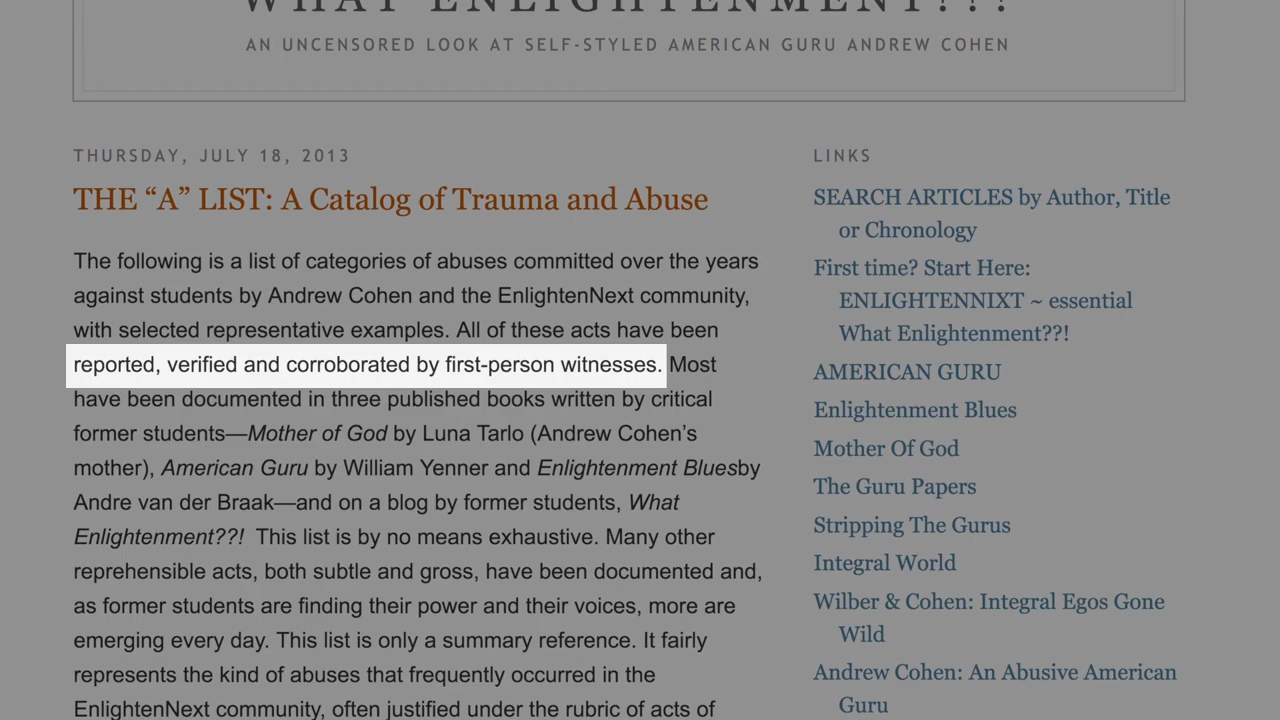 WHAT ENLIGHTENMENT???
AN UNCENSORED LOOK AT SELF-STYLED AMERICAN GURU ANDREW COHEN
THURSDAY, JULY 18, 2013
THE “A” LIST: A Catalog of Trauma and Abuse
The following is a list of categories of abuses committed over the years
against students by Andrew Cohen and the EnlightenNext community,
with selected representative examples. All of these acts have been
reported, verified and corroborated by first-person witnesses. Most
have been documented in three published books written by critical
former students—Mother of God by Luna Tarlo (Andrew Cohen’s
mother), American Guru by William Yenner and Enlightenment Bluesby
Andre van der Braak—and on a blog by former students, What
Enlightenment??! This list is by no means exhaustive. Many other
reprehensible acts, both subtle and gross, have been documented and,
as former students are finding their power and their voices, more are
emerging every day. This list is only a summary reference. It fairly
represents the kind of abuses that frequently occurred in the
EnlightenNext community, often justified under the rubric of acts of
LINKS
SEARCH ARTICLES by Author, Title
or Chronology
First time? Start Here:
ENLIGHTENNIXT ~ essential
What Enlightenment??!
AMERICAN GURU
Enlightenment Blues
Mother Of God
The Guru Papers
Stripping The Gurus
Integral World
Wilber & Cohen: Integral Egos Gone
Wild
Andrew Cohen: An Abusive American
Guru